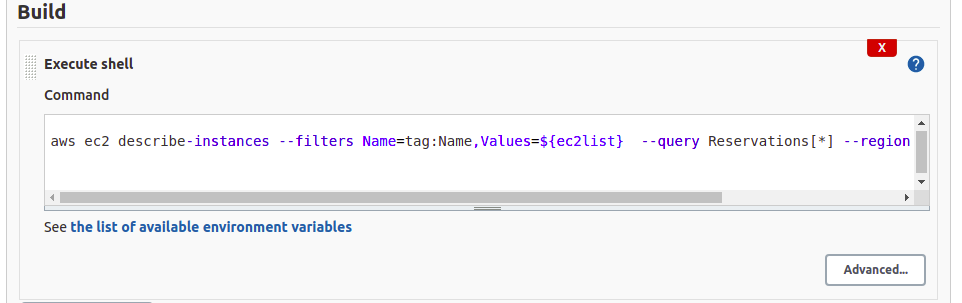 Build
X
Execute shell
?
Command
aws ec2 describe-instances --filters Name=tag:Name,Values=${ec2list}  --query Reservations[*] --region
See the list of available environment variables
Advanced...